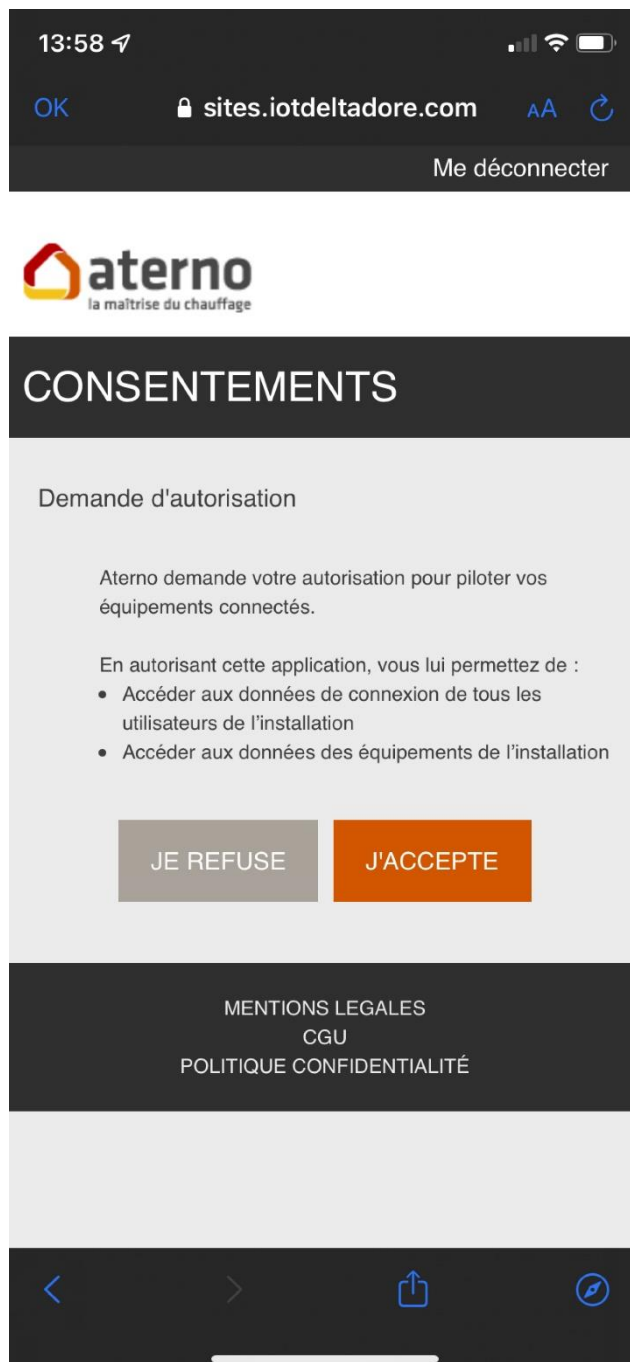 13:58
OK sites.iotdeltadore.com AA
Me déconnecter
aterno
la maîtrise du chauffage
CONSENTEMENTS
Demande d'autorisation
Aterno demande votre autorisation pour piloter vos
équipements connectés.
En autorisant cette application, vous lui permettez de :
• Accéder aux données de connexion de tous les
utilisateurs de l'installation
• Accéder aux données des équipements de l'installation
JE REFUSE J'ACCEPTE
MENTIONS LEGALES
CGU
POLITIQUE CONFIDENTIALITÉ